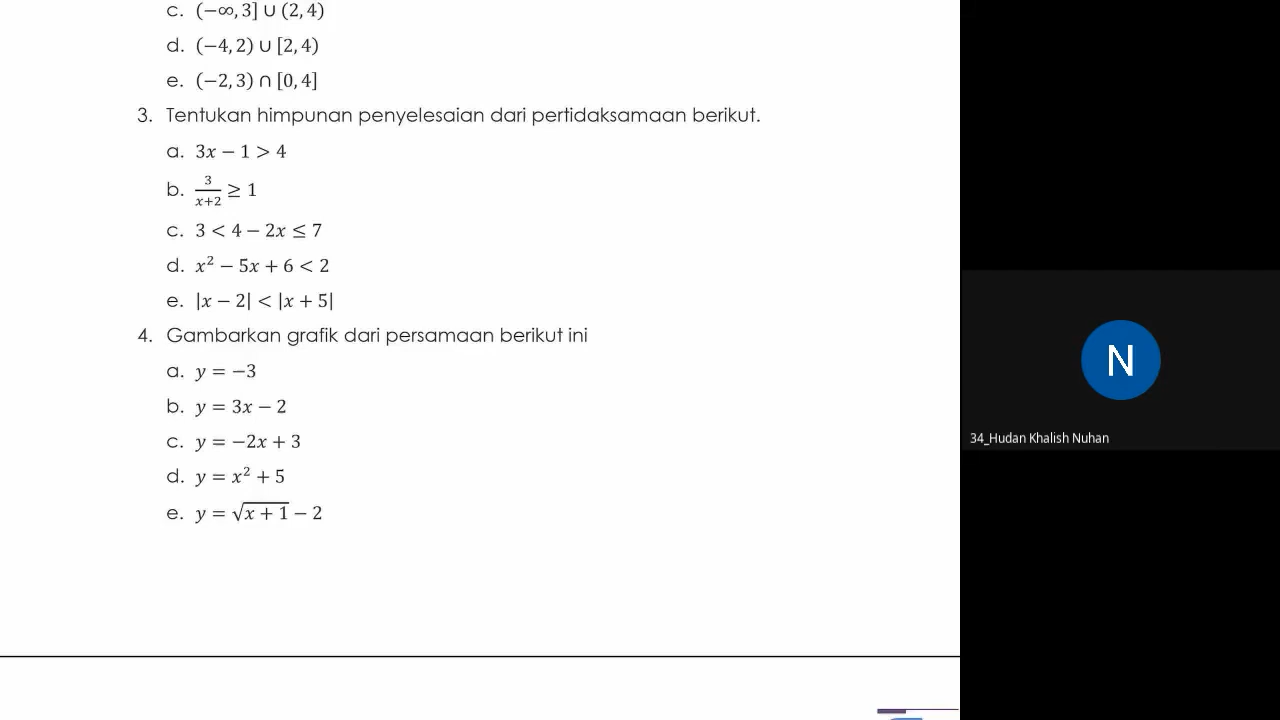 c. (−∞, 3] ∪ (2, 4)
d. (−4, 2) ∪ [2, 4)
e. (−2, 3) ∩ [0, 4]
3. Tentukan himpunan penyelesaian dari pertidaksamaan berikut.
a. 3x − 1 > 4
b. 3/(x+2) ≥ 1
c. 3 < 4 − 2x ≤ 7
d. x² − 5x + 6 < 2
e. |x − 2| < |x + 5|
4. Gambarkan grafik dari persamaan berikut ini
a. y = −3
b. y = 3x − 2
c. y = −2x + 3
d. y = x² + 5
e. y = √(x + 1) − 2
N
34_Hudan Khalish Nuhan